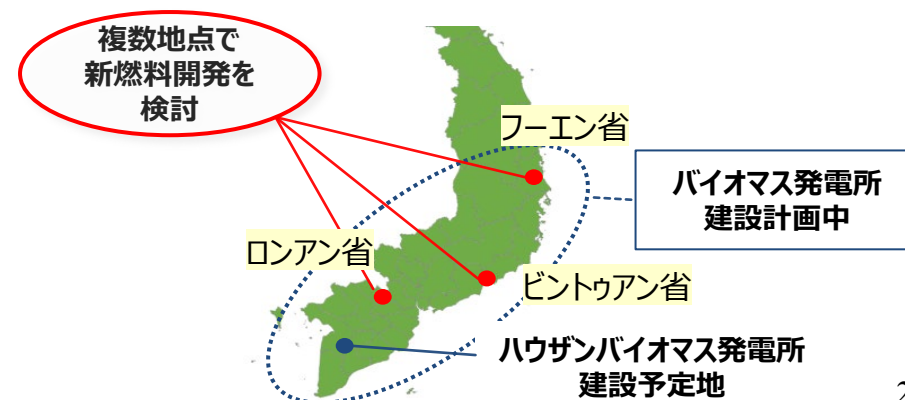 複数地点で
新燃料開発を
検討
フーエン省
バイオマス発電所
建設計画中
ロンアン省
ビントゥアン省
ハウザンバイオマス発電所
建設予定地
2